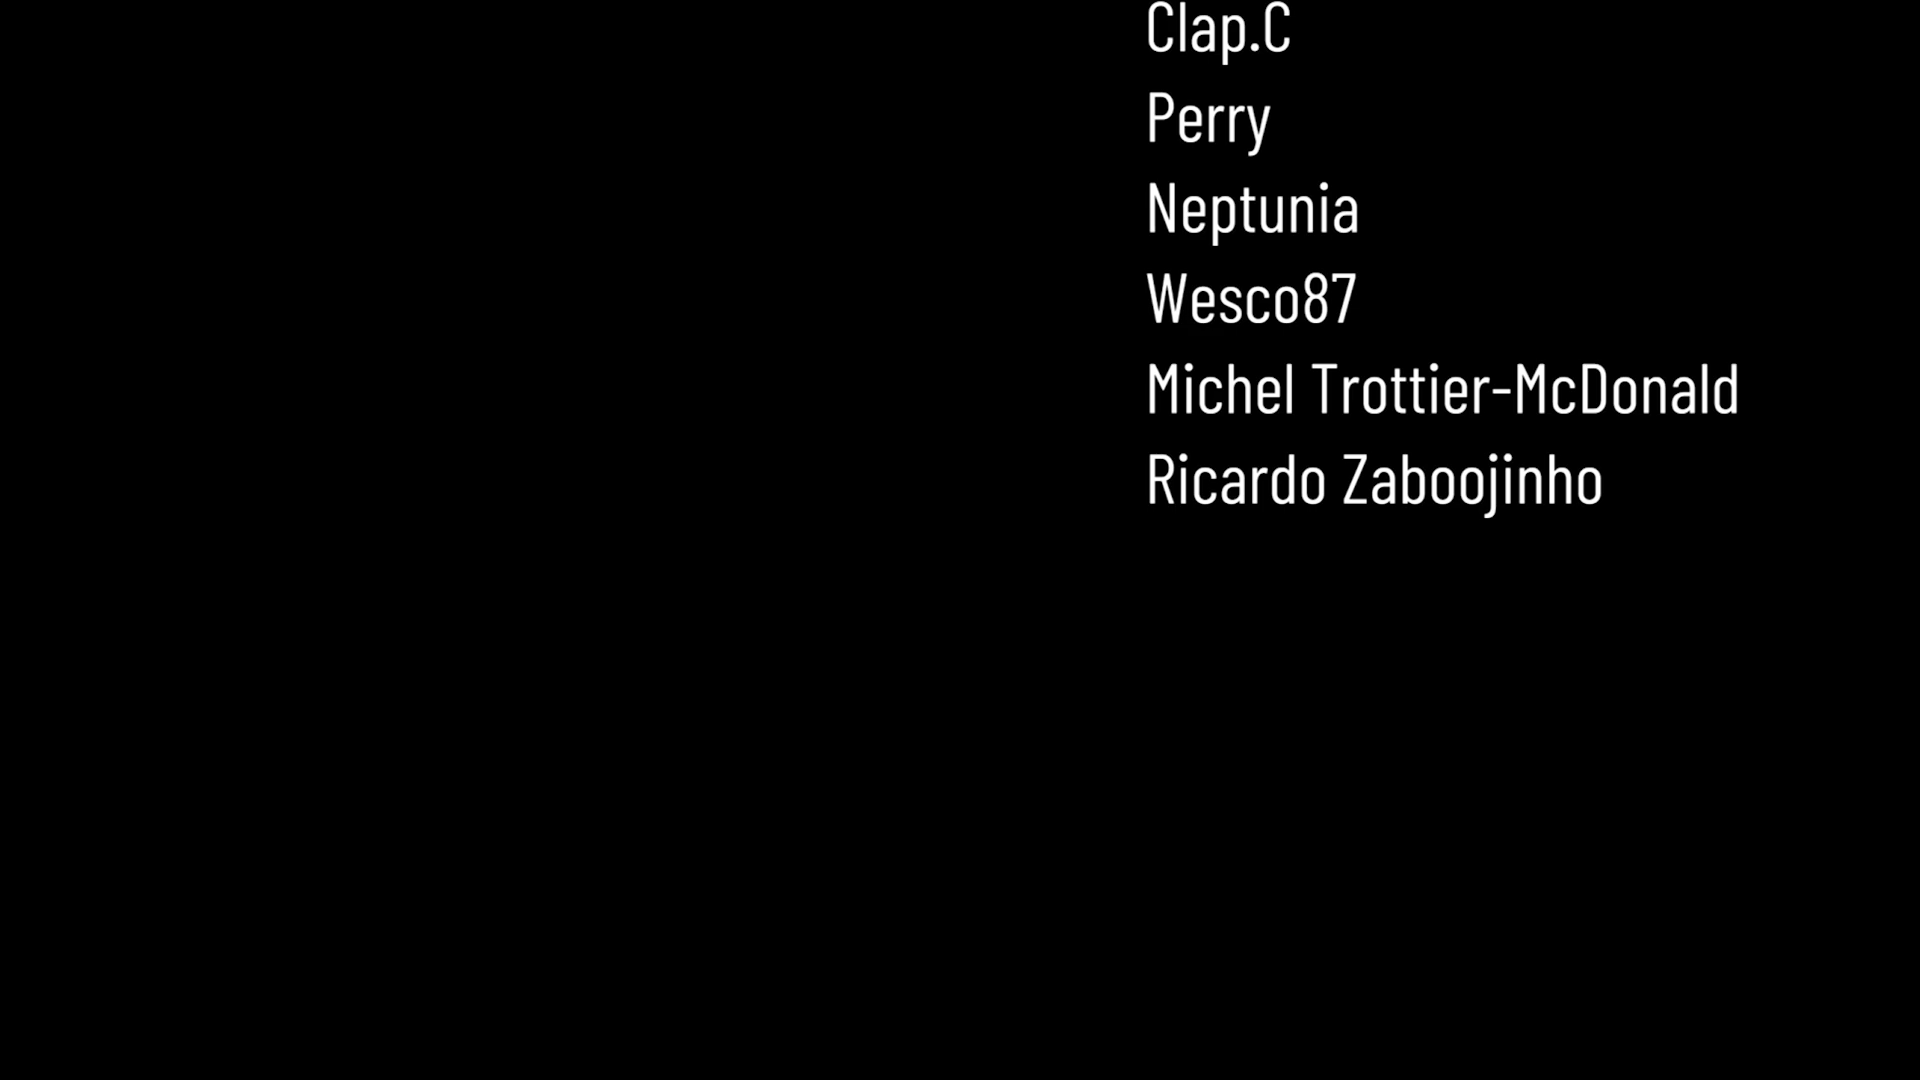 Clap.C
Perry
Neptunia
Wesco87
Michel Trottier-McDonald
Ricardo Zaboojinho